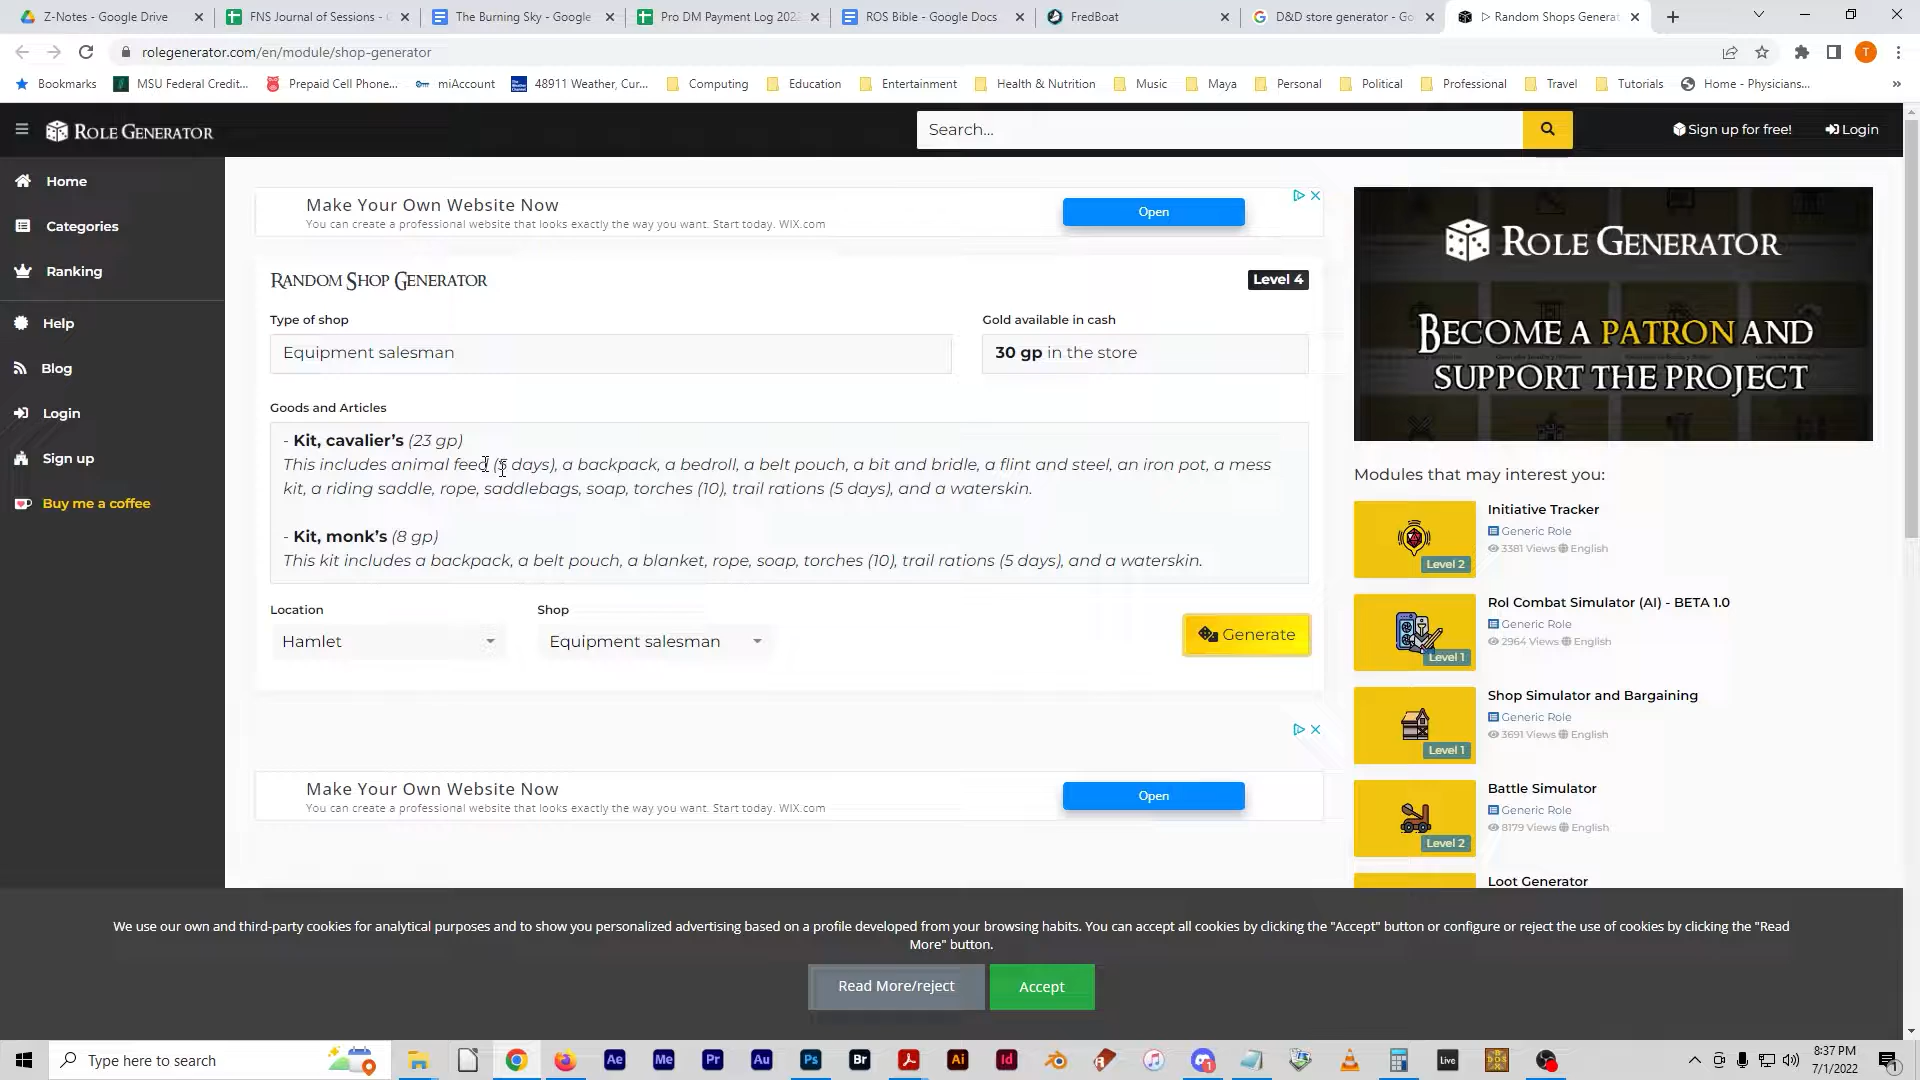 Z-Notes - Google Drive
FNS Journal of Sessions - G
The Burning Sky - Google
Pro DM Payment Log 202
ROS Bible - Google Docs
FredBoat
D&D store generator - Go
▷ Random Shops Generat
rolegenerator.com/en/module/shop-generator
T
Bookmarks
MSU Federal Credit...
Prepaid Cell Phone...
miAccount
48911 Weather, Cur...
Computing
Education
Entertainment
Health & Nutrition
Music
Maya
Personal
Political
Professional
Travel
Tutorials
Home - Physicians...
»
Role Generator
Search...
Sign up for free!
Login
Home
Categories
Ranking
Help
Blog
Login
Sign up
Buy me a coffee
Make Your Own Website Now
You can create a professional website that looks exactly the way you want. Start today. WIX.com
Open
Random Shop Generator
Level 4
Type of shop
Gold available in cash
Equipment salesman
30 gp in the store
Goods and Articles
- Kit, cavalier’s (23 gp)
This includes animal feed (5 days), a backpack, a bedroll, a belt pouch, a bit and bridle, a flint and steel, an iron pot, a mess
kit, a riding saddle, rope, saddlebags, soap, torches (10), trail rations (5 days), and a waterskin.
- Kit, monk’s (8 gp)
This kit includes a backpack, a belt pouch, a blanket, rope, soap, torches (10), trail rations (5 days), and a waterskin.
Location
Shop
Hamlet
Equipment salesman
Generate
Make Your Own Website Now
You can create a professional website that looks exactly the way you want. Start today. WIX.com
Open
Role Generator
Become a Patron and
support the project
Modules that may interest you:
Initiative Tracker
Generic Role
3381 Views English
Level 2
Rol Combat Simulator (AI) - BETA 1.0
Generic Role
2964 Views English
Level 1
Shop Simulator and Bargaining
Generic Role
3691 Views English
Level 1
Battle Simulator
Generic Role
8179 Views English
Level 2
Loot Generator
We use our own and third-party cookies for analytical purposes and to show you personalized advertising based on a profile developed from your browsing habits. You can accept all cookies by clicking the "Accept" button or configure or reject the use of cookies by clicking the "Read
More" button.
Read More/reject
Accept
Type here to search
Ae
Me
Pr
Au
Ps
Br
Ai
Id
Live
8:37 PM
7/1/2022